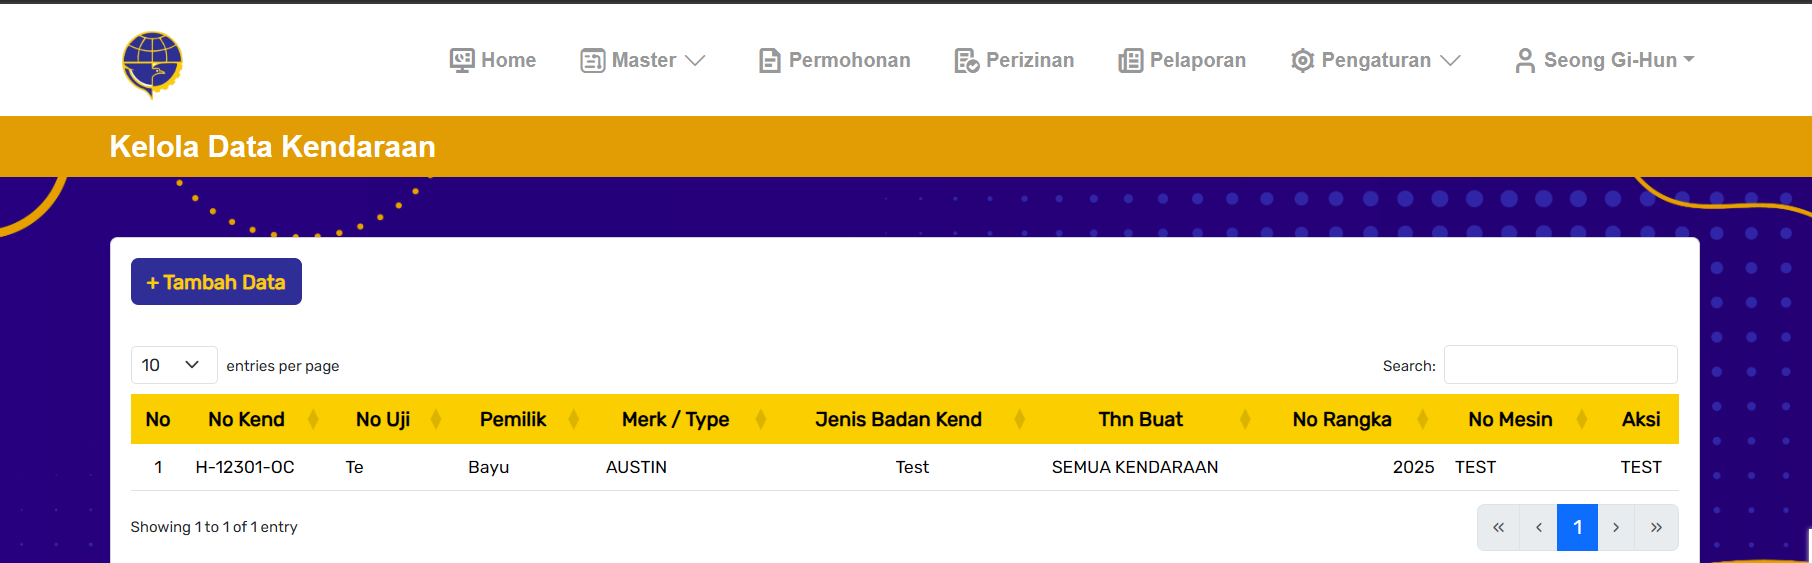 Home Master Permohonan Perizinan Pelaporan Pengaturan Seong Gi-Hun
Kelola Data Kendaraan
+ Tambah Data
10 entries per page Search:
No No Kend No Uji Pemilik Merk / Type Jenis Badan Kend Thn Buat No Rangka No Mesin Aksi
1 H-12301-OC Te Bayu AUSTIN Test SEMUA KENDARAAN 2025 TEST TEST
Showing 1 to 1 of 1 entry « ‹ 1 › »